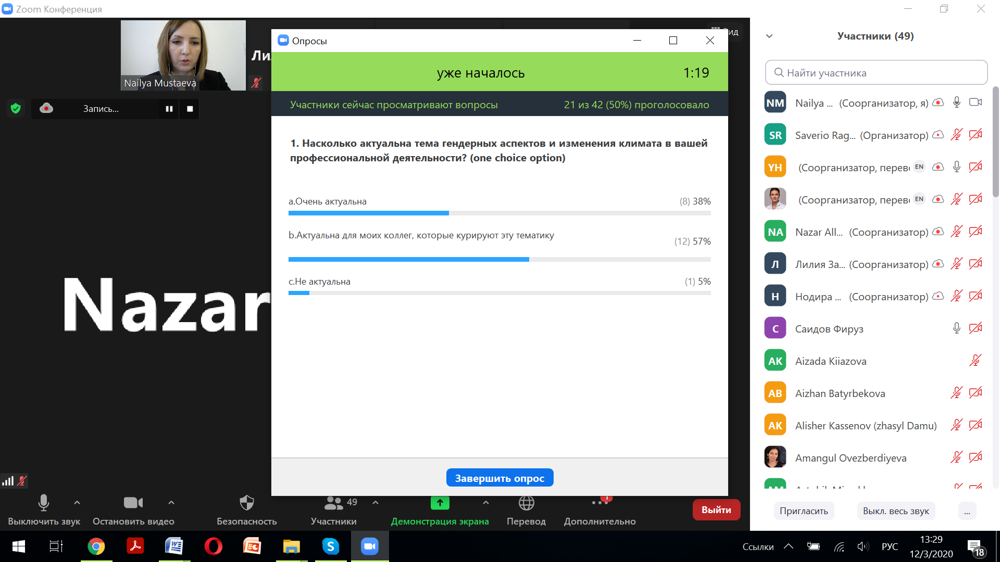 Zoom Конференция
Nailya Mustaeva
Запись...
Nazar
Опросы
уже началось 1:19
Участники сейчас просматривают вопросы 21 из 42 (50%) проголосовало
1. Насколько актуальна тема гендерных аспектов и изменения климата в вашей
профессиональной деятельности? (one choice option)
a.Очень актуальна (8) 38%
b.Актуальна для моих коллег, которые курируют эту тематику
(12) 57%
c.Не актуальна (1) 5%
Завершить опрос
Участники (49)
Найти участника
NM Nailya ... (Соорганизатор, я)
SR Saverio Rag... (Организатор)
YH (Соорганизатор, EN
(Соорганизатор, EN
NA Nazar All... (Соорганизатор)
Л Лилия За... (Соорганизатор)
Н Нодира ... (Соорганизатор)
С Саидов Фируз
AK Aizada Kiiazova
AB Aizhan Batyrbekova
AK Alisher Kassenov (zhasyl Damu)
Amangul Ovezberdiyeva
Пригласить Выкл. весь звук ...
49
Выключить звук Остановить видео Безопасность Участники Демонстрация экрана Перевод Дополнительно Выйти
Ссылки РУС 13:29
12/3/2020 18